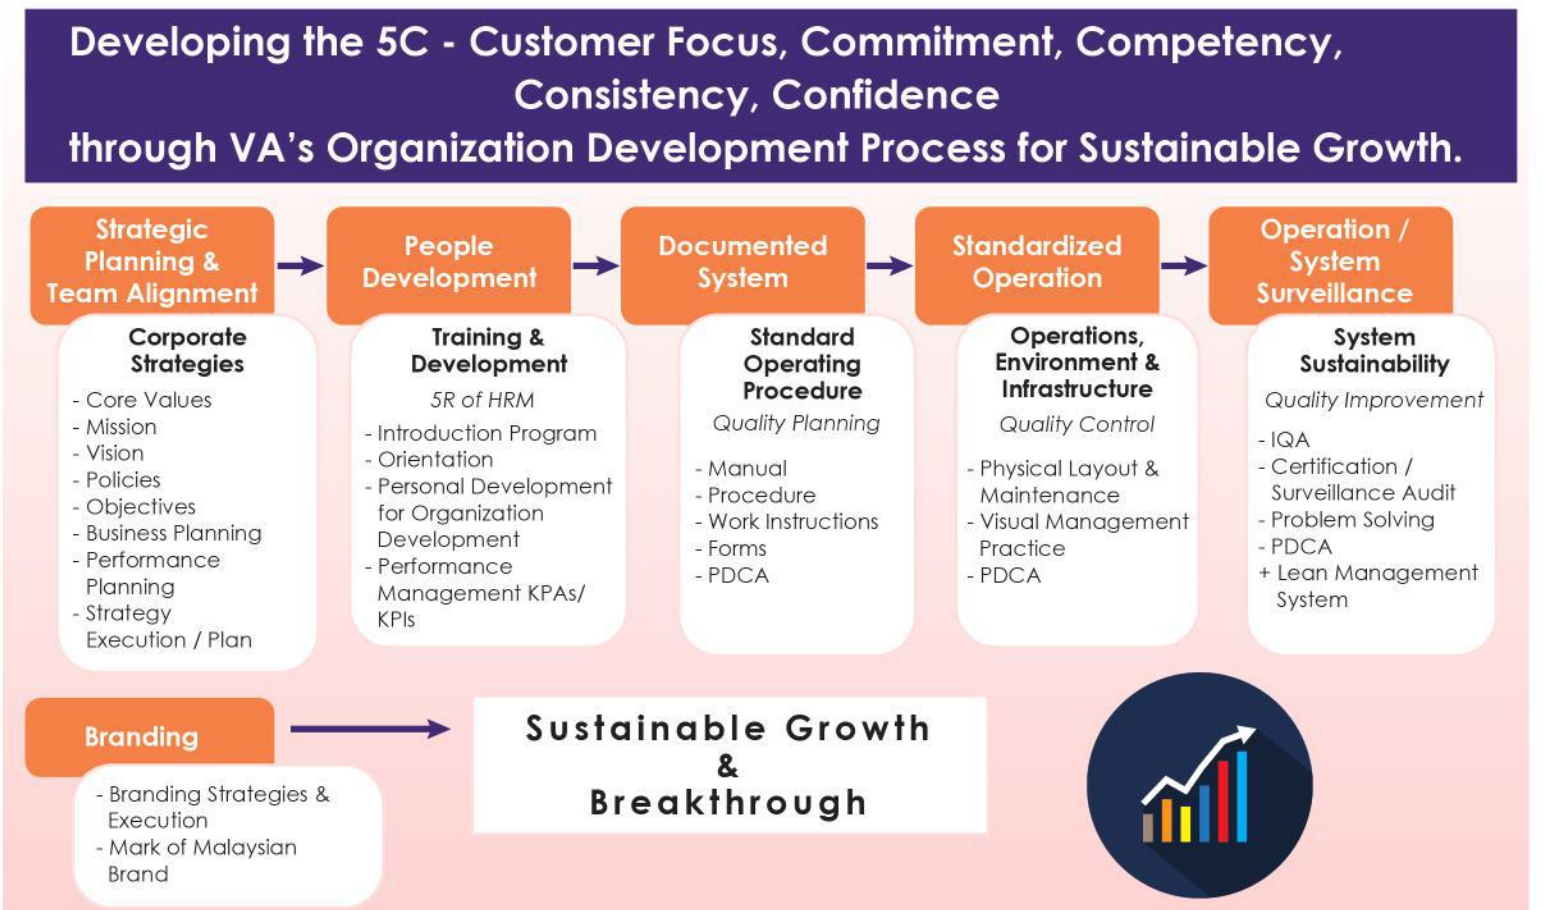 Developing the 5C - Customer Focus, Commitment, Competency,
Consistency, Confidence
through VA's Organization Development Process for Sustainable Growth.
Strategic
Planning &
Team Alignment
Corporate
Strategies
- Core Values
- Mission
- Vision
- Policies
- Objectives
- Business Planning
- Performance
Planning
- Strategy
Execution / Plan
People
Development
Training &
Development
5R of HRM
- Introduction Program
- Orientation
- Personal Development
for Organization
Development
- Performance
Management KPAs/
KPIs
Documented
System
Standard
Operating
Procedure
Quality Planning
- Manual
- Procedure
- Work Instructions
- Forms
- PDCA
Standardized
Operation
Operations,
Environment &
Infrastructure
Quality Control
- Physical Layout &
Maintenance
- Visual Management
Practice
- PDCA
Operation /
System
Surveillance
System
Sustainability
Quality Improvement
- IQA
- Certification /
Surveillance Audit
- Problem Solving
- PDCA
+ Lean Management
System
Branding
- Branding Strategies &
Execution
- Mark of Malaysian
Brand
Sustainable Growth
&
Breakthrough